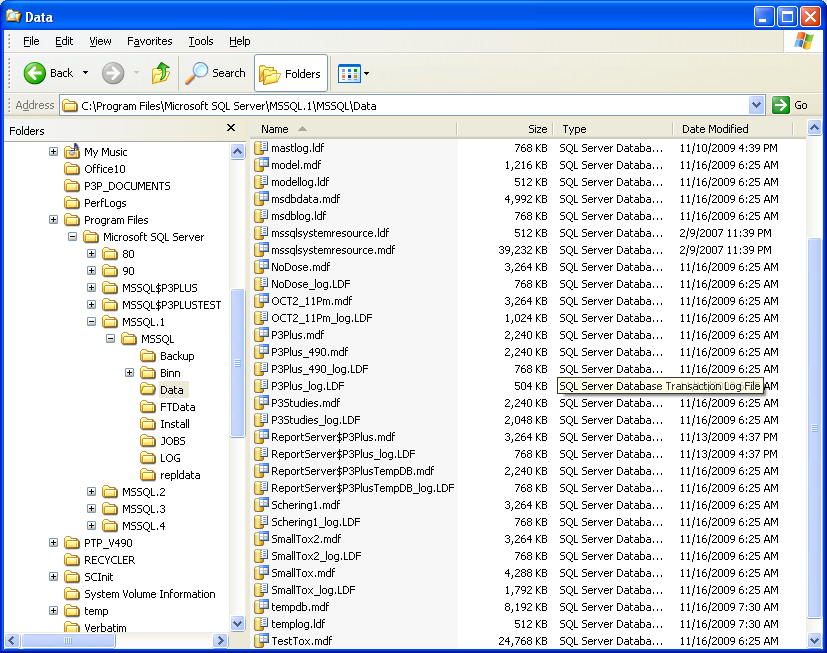 Data
File Edit View Favorites Tools Help
Back Search Folders
Address C:\Program Files\Microsoft SQL Server\MSSQL.1\MSSQL\Data Go
Folders
My Music
Office10
P3P_DOCUMENTS
PerfLogs
Program Files
Microsoft SQL Server
80
90
MSSQL$P3PLUS
MSSQL$P3PLUSTEST
MSSQL.1
MSSQL
Backup
Binn
Data
FTData
Install
JOBS
LOG
repldata
MSSQL.2
MSSQL.3
MSSQL.4
PTP_V490
RECYCLER
SCInit
System Volume Information
temp
Verbatim
Name Size Type Date Modified
mastlog.ldf 768 KB SQL Server Databa... 11/10/2009 4:39 PM
model.mdf 1,216 KB SQL Server Databa... 11/16/2009 6:25 AM
modellog.ldf 512 KB SQL Server Databa... 11/16/2009 6:25 AM
msdbdata.mdf 4,992 KB SQL Server Databa... 11/16/2009 6:25 AM
msdblog.ldf 768 KB SQL Server Databa... 11/16/2009 6:25 AM
mssqlsystemresource.ldf 512 KB SQL Server Databa... 2/9/2007 11:39 PM
mssqlsystemresource.mdf 39,232 KB SQL Server Databa... 2/9/2007 11:39 PM
NoDose.mdf 3,264 KB SQL Server Databa... 11/16/2009 6:25 AM
NoDose_log.LDF 768 KB SQL Server Databa... 11/16/2009 6:25 AM
OCT2_11Pm.mdf 3,264 KB SQL Server Databa... 11/16/2009 6:25 AM
OCT2_11Pm_log.LDF 1,024 KB SQL Server Databa... 11/16/2009 6:25 AM
P3Plus.mdf 2,240 KB SQL Server Databa... 11/16/2009 6:25 AM
P3Plus_490.mdf 2,240 KB SQL Server Databa... 11/16/2009 6:25 AM
P3Plus_490_log.LDF 768 KB SQL Server Databa... 11/16/2009 6:25 AM
P3Plus_log.LDF 504 KB SQL Server Database Transaction Log File AM
P3Studies.mdf 2,240 KB SQL Server Databa... 11/16/2009 6:25 AM
P3Studies_log.LDF 2,048 KB SQL Server Databa... 11/16/2009 6:25 AM
ReportServer$P3Plus.mdf 3,264 KB SQL Server Databa... 11/13/2009 4:37 PM
ReportServer$P3Plus_log.LDF 768 KB SQL Server Databa... 11/13/2009 4:37 PM
ReportServer$P3PlusTempDB.mdf 2,240 KB SQL Server Databa... 11/16/2009 6:25 AM
ReportServer$P3PlusTempDB_log.LDF 768 KB SQL Server Databa... 11/16/2009 6:25 AM
Schering1.mdf 3,264 KB SQL Server Databa... 11/16/2009 6:25 AM
Schering1_log.LDF 768 KB SQL Server Databa... 11/16/2009 6:25 AM
SmallTox2.mdf 3,264 KB SQL Server Databa... 11/16/2009 6:25 AM
SmallTox2_log.LDF 768 KB SQL Server Databa... 11/16/2009 6:25 AM
SmallTox.mdf 4,288 KB SQL Server Databa... 11/16/2009 6:25 AM
SmallTox_log.LDF 1,792 KB SQL Server Databa... 11/16/2009 6:25 AM
tempdb.mdf 8,192 KB SQL Server Databa... 11/16/2009 7:30 AM
templog.ldf 768 KB SQL Server Databa... 11/16/2009 7:30 AM
TestTox.mdf 24,768 KB SQL Server Databa... 11/16/2009 6:25 AM